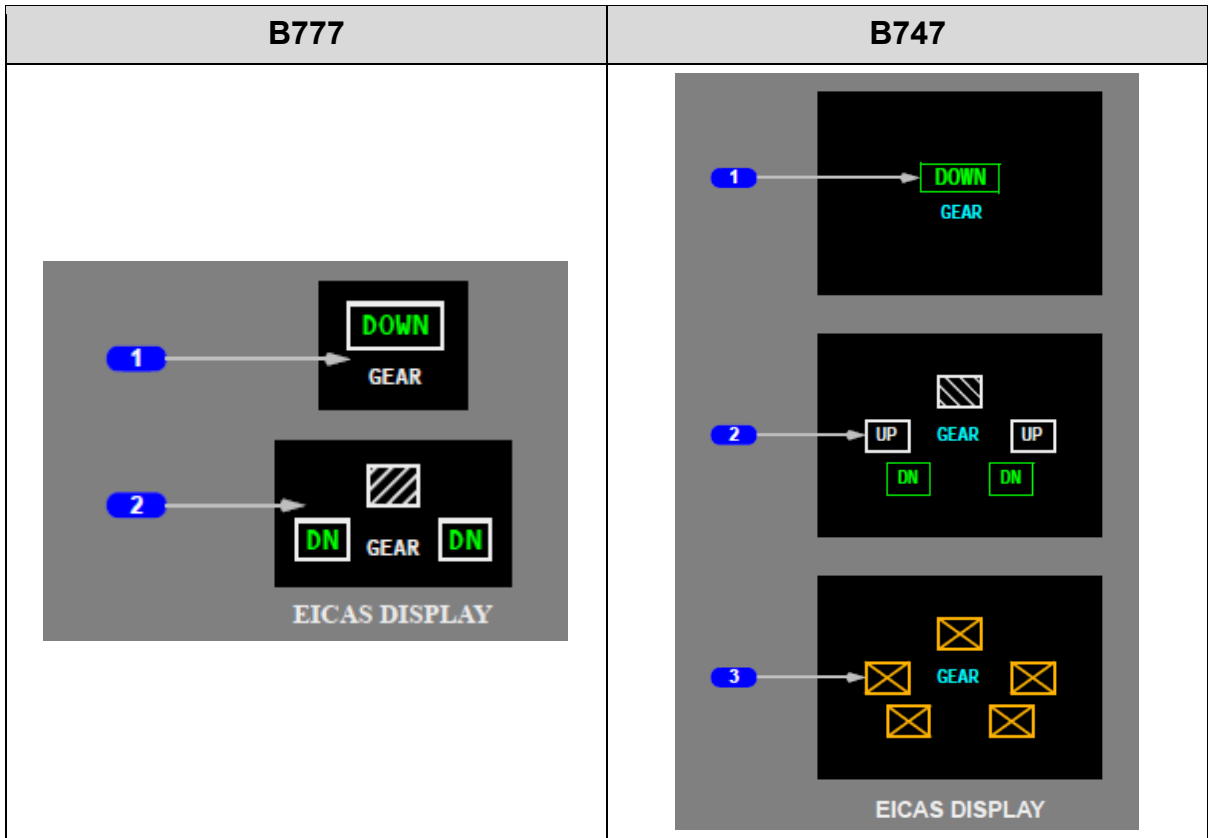 B777
B747
1
DOWN
GEAR
2
DN
GEAR
DN
EICAS DISPLAY
1
DOWN
GEAR
2
UP
GEAR
UP
DN
DN
3
GEAR
EICAS DISPLAY